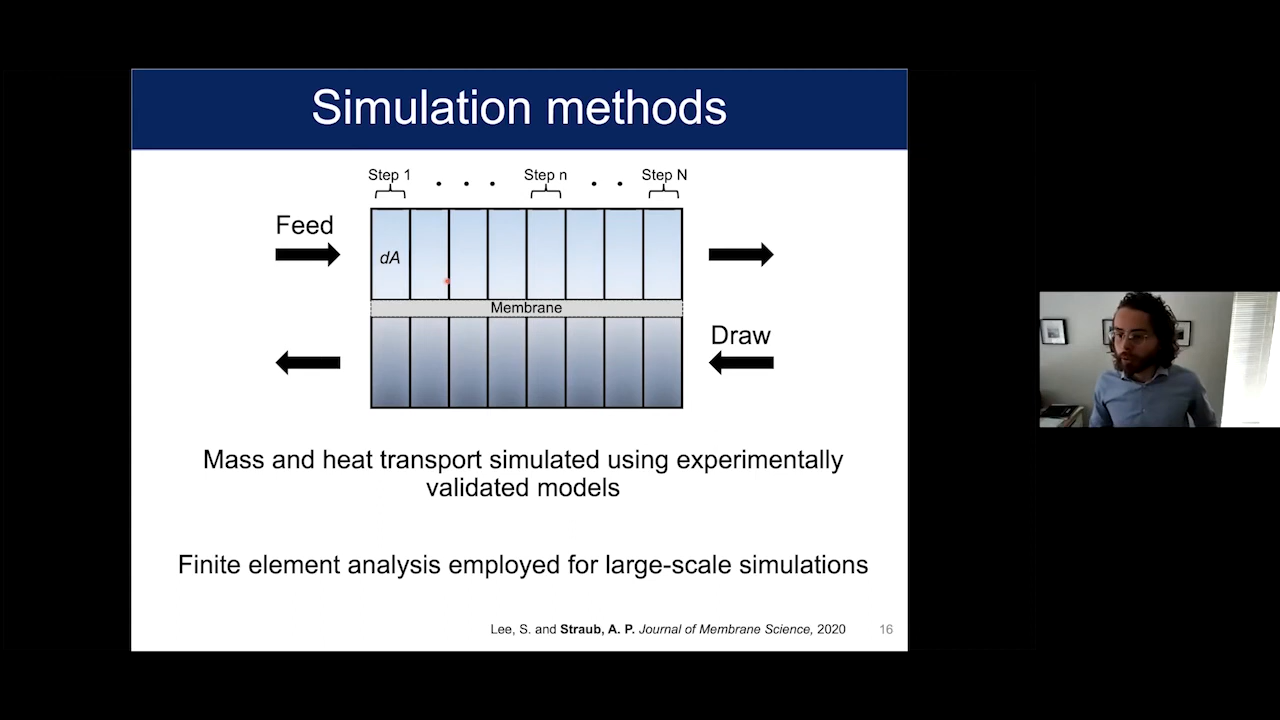 Simulation methods
Step 1 . . . Step n . . Step N
Feed
dA
Membrane
Draw
Mass and heat transport simulated using experimentally
validated models
Finite element analysis employed for large-scale simulations
Lee, S. and Straub, A. P. Journal of Membrane Science, 2020 16